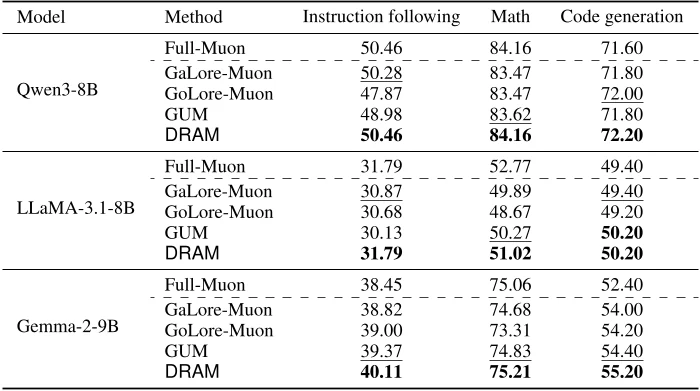 Model Method Instruction following Math Code generation
Full-Muon 50.46 84.16 71.60
GaLore-Muon 50.28 83.47 71.80
Qwen3-8B GoLore-Muon 47.87 83.47 72.00
GUM 48.98 83.62 71.80
DRAM 50.46 84.16 72.20
Full-Muon 31.79 52.77 49.40
GaLore-Muon 30.87 49.89 49.40
LLaMA-3.1-8B GoLore-Muon 30.68 48.67 49.20
GUM 30.13 50.27 50.20
DRAM 31.79 51.02 50.20
Full-Muon 38.45 75.06 52.40
GaLore-Muon 38.82 74.68 54.00
Gemma-2-9B GoLore-Muon 39.00 73.31 54.20
GUM 39.37 74.83 54.40
DRAM 40.11 75.21 55.20